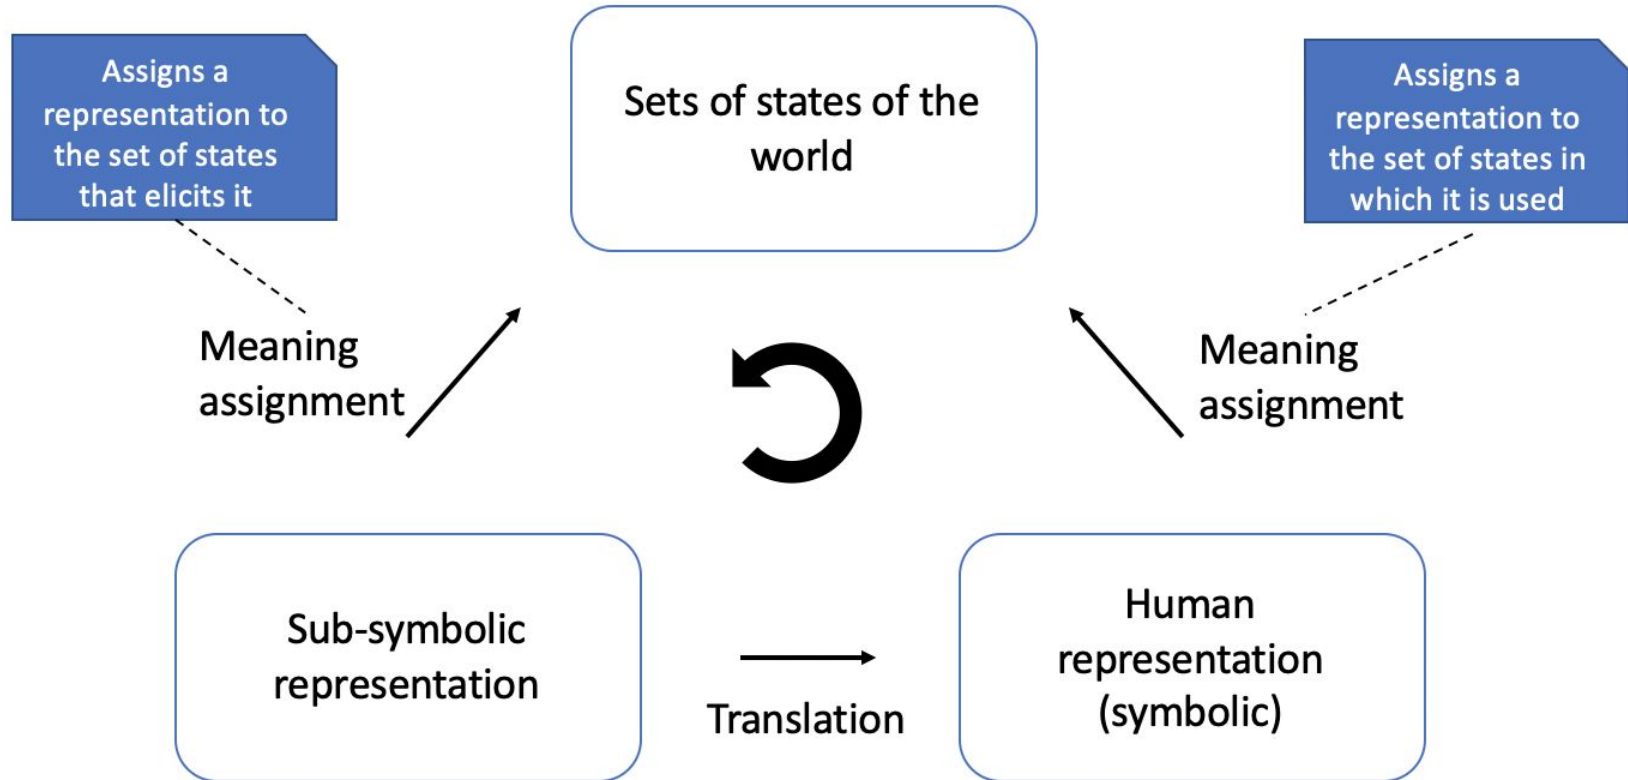 Assigns a
representation to
the set of states
that elicits it
Sets of states of the
world
Assigns a
representation to
the set of states in
which it is used
Meaning
assignment
Meaning
assignment
Sub-symbolic
representation
Translation
Human
representation
(symbolic)